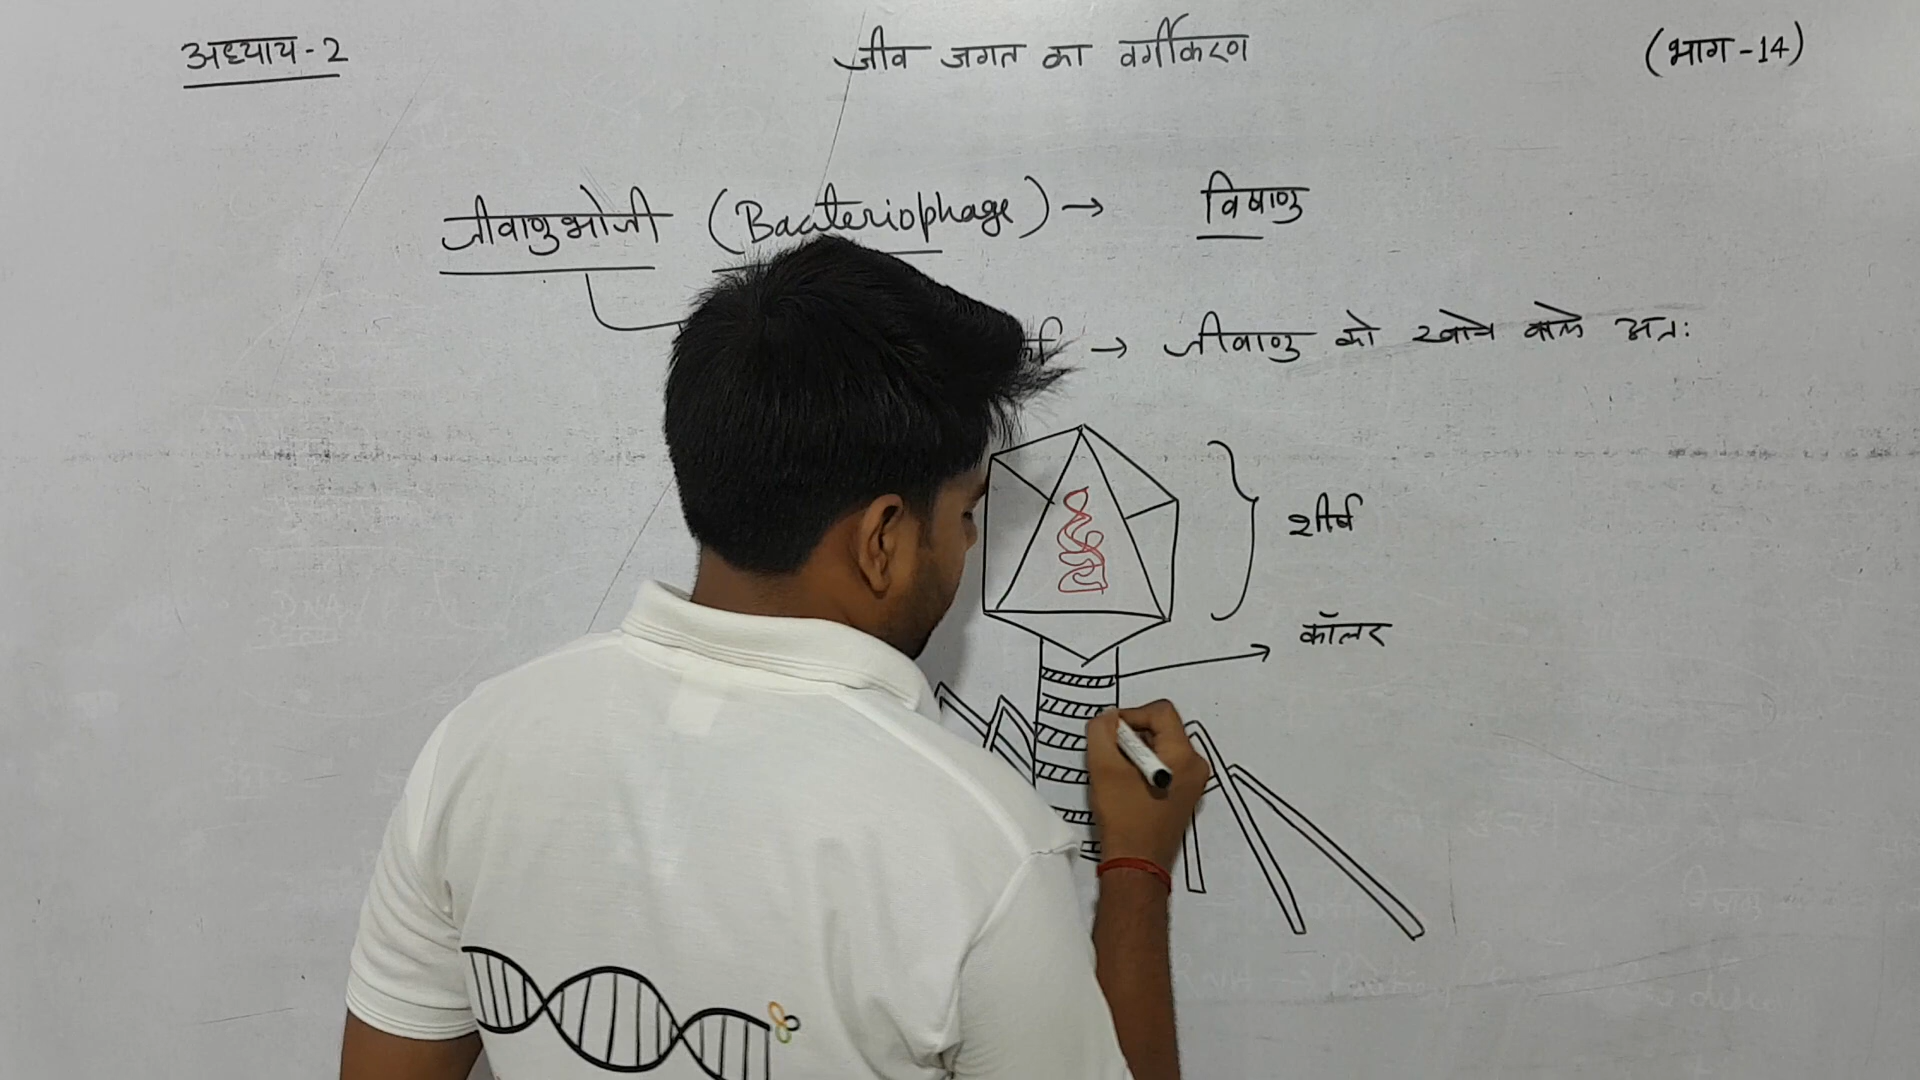 अध्याय-2
जीव जगत का वर्गीकरण
(भाग-14)
जीवाणुभोजी (Bacteriophage) → विषाणु
→ जीवाणु को खाने वाले अतः
शीर्ष
कॉलर